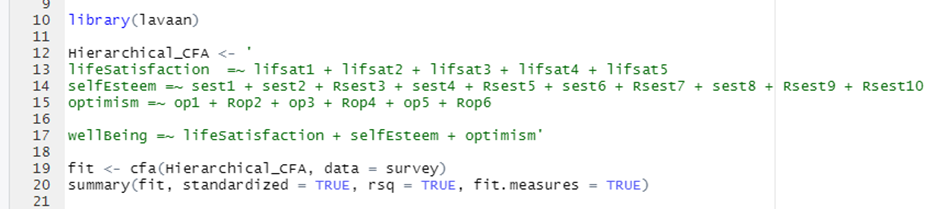 9
10 library(lavaan)
11
12 Hierarchical_CFA <- '
13 lifeSatisfaction  =~ lifsat1 + lifsat2 + lifsat3 + lifsat4 + lifsat5
14 selfEsteem =~ sest1 + sest2 + Rsest3 + sest4 + Rsest5 + sest6 + Rsest7 + sest8 + Rsest9 + Rsest10
15 optimism =~ op1 + Rop2 + op3 + Rop4 + op5 + Rop6
16
17 wellBeing =~ lifeSatisfaction + selfEsteem + optimism'
18
19 fit <- cfa(Hierarchical_CFA, data = survey)
20 summary(fit, standardized = TRUE, rsq = TRUE, fit.measures = TRUE)
21